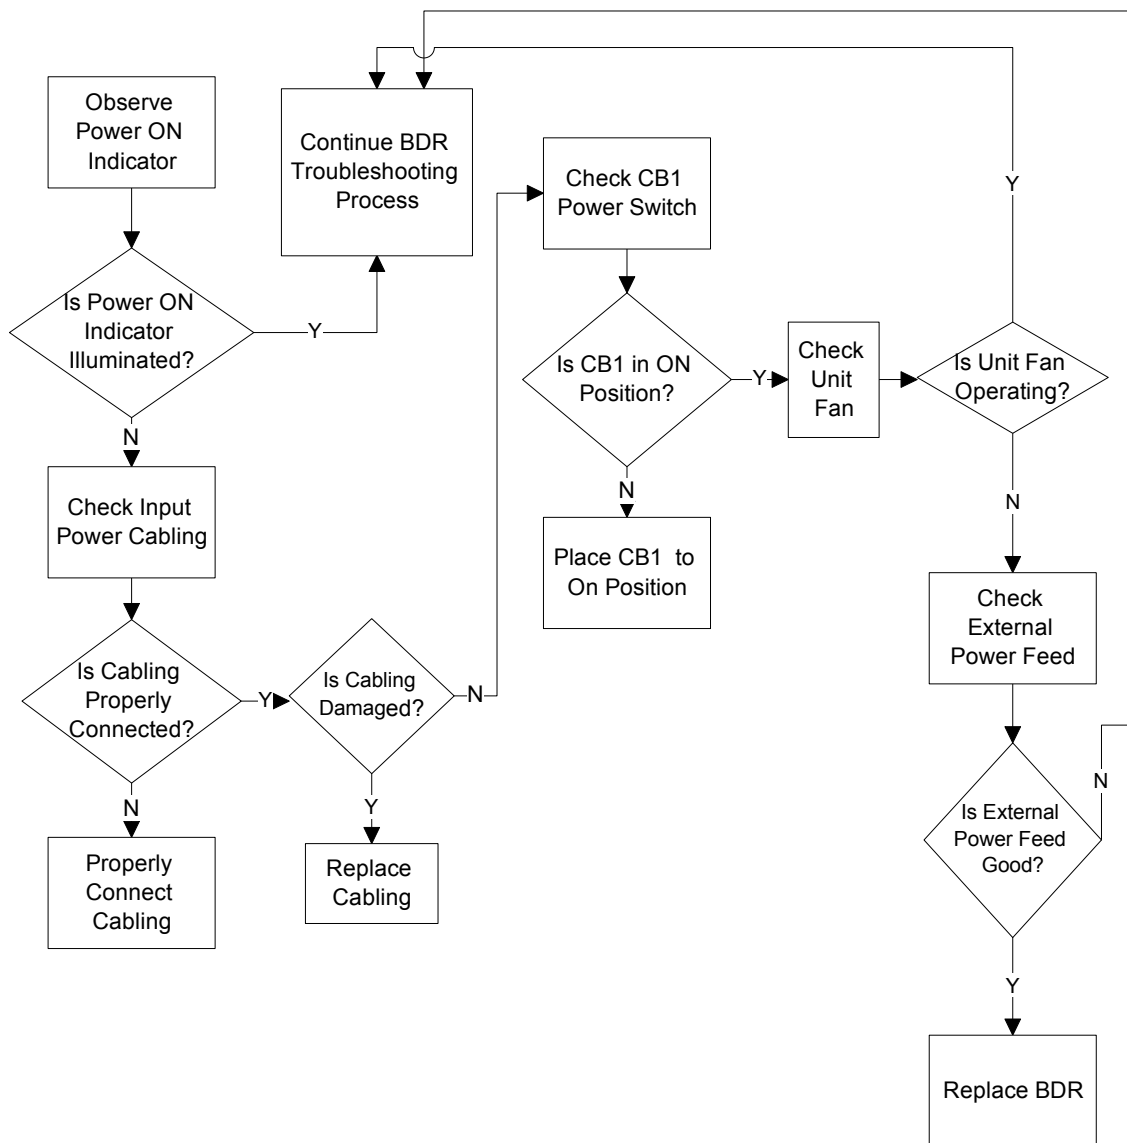 Observe
Power ON
Indicator
Is Power ON
Indicator
Illuminated?
Y
N
Continue BDR
Troubleshooting
Process
Check Input
Power Cabling
Is Cabling
Properly
Connected?
Y
N
Properly
Connect
Cabling
Is Cabling
Damaged?
N
Y
Replace
Cabling
Check CB1
Power Switch
Is CB1 in ON
Position?
Y
N
Place CB1 to
On Position
Check
Unit
Fan
Is Unit Fan
Operating?
Y
N
Check
External
Power Feed
Is External
Power Feed
Good?
N
Y
Replace BDR